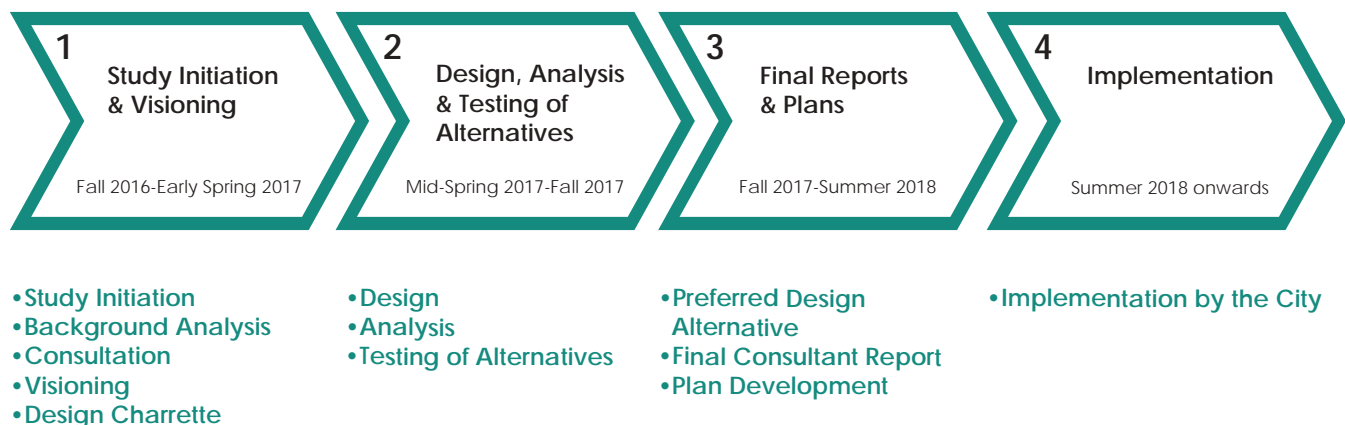 1
Study Initiation
& Visioning
Fall 2016-Early Spring 2017
2
Design, Analysis
& Testing of
Alternatives
Mid-Spring 2017-Fall 2017
3
Final Reports
& Plans
Fall 2017-Summer 2018
4
Implementation
Summer 2018 onwards
•Study Initiation
•Background Analysis
•Consultation
•Visioning
•Design Charrette
•Design
•Analysis
•Testing of Alternatives
•Preferred Design
Alternative
•Final Consultant Report
•Plan Development
•Implementation by the City